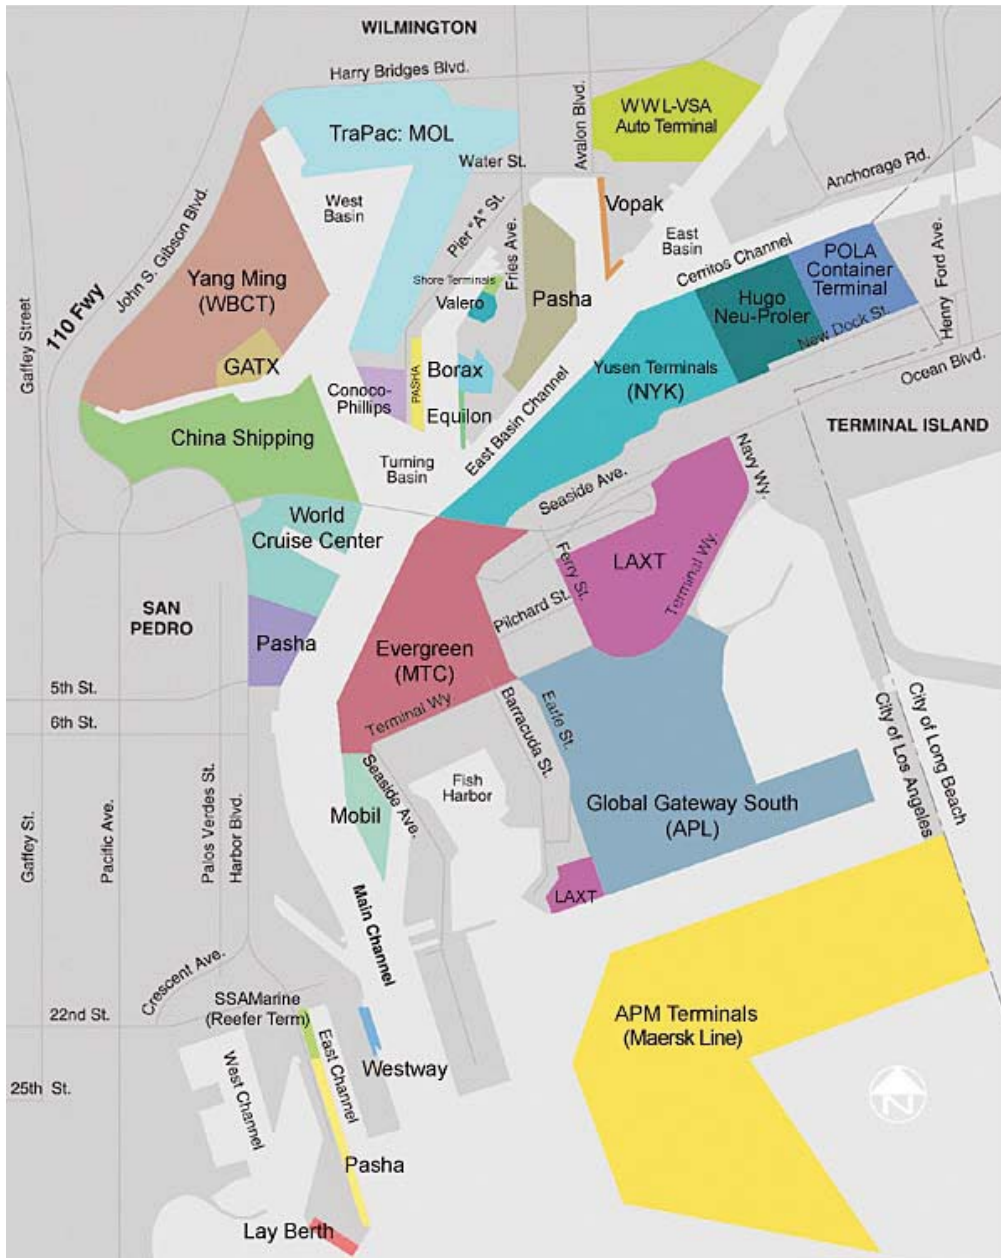 WILMINGTON
Harry Bridges Blvd.
TraPac: MOL
Avalon Blvd.
WWL-VSA
Auto Terminal
Water St.
Anchorage Rd.
Vopak
West
Basin
Pier "A" St.
Fries Ave.
East
Basin
Cerritos Channel
POLA
Container
Terminal
Henry Ford Ave.
John S. Gibson Blvd.
110 Fwy
Gaffey Street
Yang Ming
(WBCT)
Shore Terminals
Valero
Pasha
Hugo
Neu-Proler
New Dock St.
GATX
Conoco-
Phillips
PASHA
Borax
Equilon
East Basin Channel
Yusen Terminals
(NYK)
Ocean Blvd.
TERMINAL ISLAND
China Shipping
Turning
Basin
Seaside Ave.
Navy Wy.
World
Cruise Center
LAXT
Ferry St.
Terminal Wy.
Pilchard St.
SAN
PEDRO
Pasha
Evergreen
(MTC)
5th St.
6th St.
Terminal Wy
Barracuda St.
Earle St.
City of Los Angeles
City of Long Beach
Gaffey St.
Pacific Ave.
Palos Verdes St.
Harbor Blvd.
Mobil
Seaside Ave.
Fish
Harbor
Global Gateway South
(APL)
LAXT
Main Channel
Crescent Ave.
SSAMarine
(Reefer Term)
22nd St.
APM Terminals
(Maersk Line)
West Channel
East Channel
Westway
25th St.
N
Pasha
Lay Berth